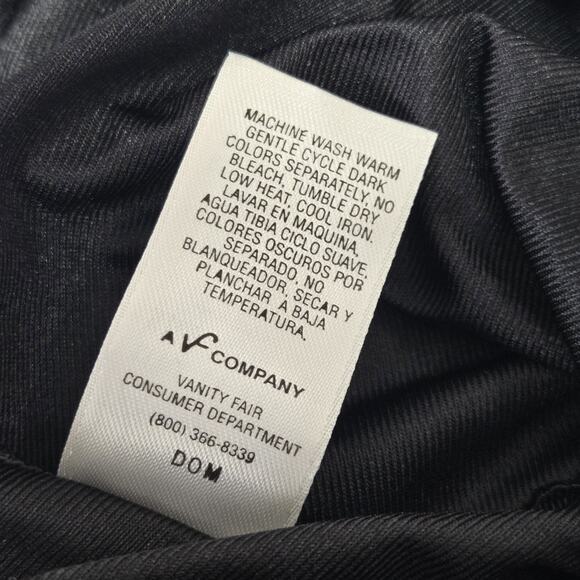 MACHINE WASH WARM
GENTLE CYCLE DARK
COLORS SEPARATELY, NO
BLEACH, TUMBLE DRY
LOW HEAT, COOL IRON.
LAVAR EN MAQUINA,
AGUA TIBIA CICLO SUAVE,
COLORES OSCUROS POR
SEPARADO, NO
BLANQUEADOR, SECAR Y
PLANCHAR A BAJA
TEMPERATURA.
A VF COMPANY
VANITY FAIR
CONSUMER DEPARTMENT
(800) 366-8339
DOM